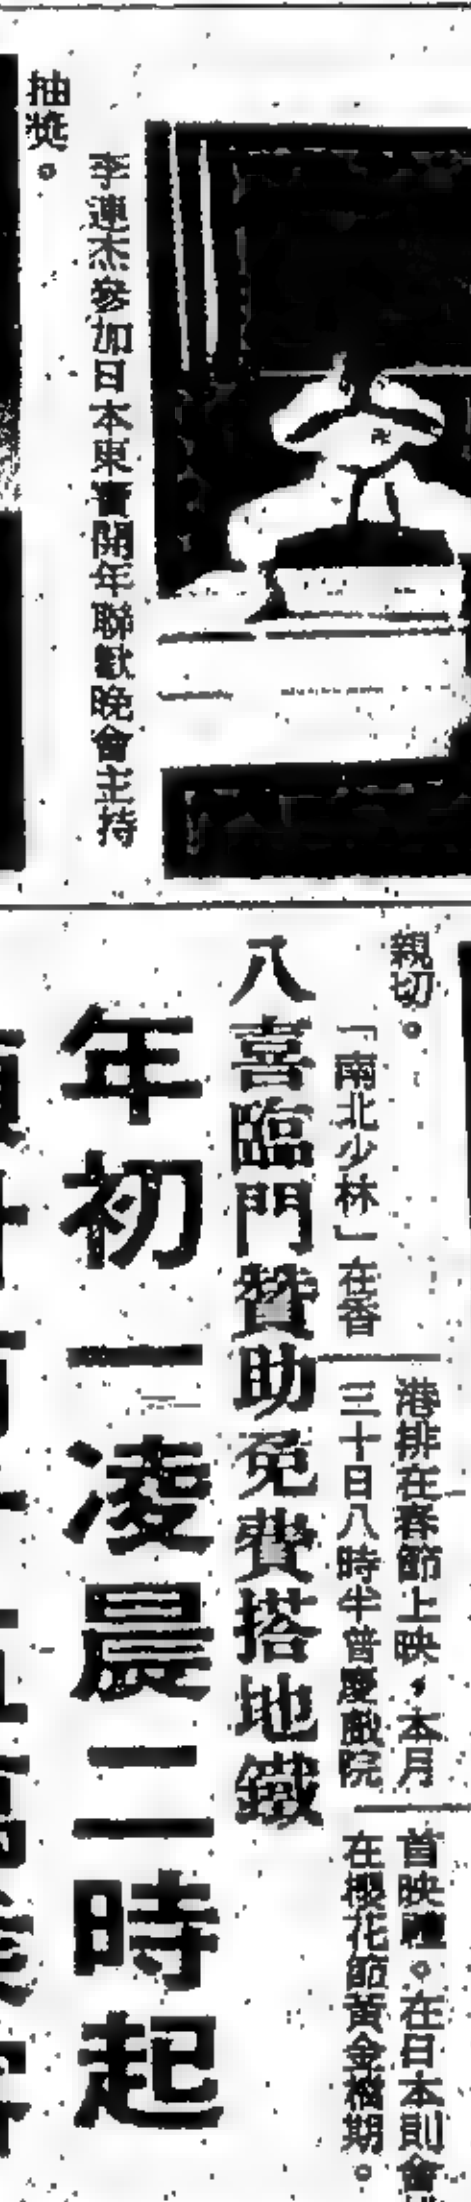 李連杰參加日本東寶開年聯歡晚會主持
抽獎。
親切。
「南北少林」在香
港排在春節上映，本月
三十日八時半普慶戲院
首映禮。在日本則會
在櫻花節黃金檔期。
八喜臨門贊助免費搭地鐵
年初一凌晨二時起